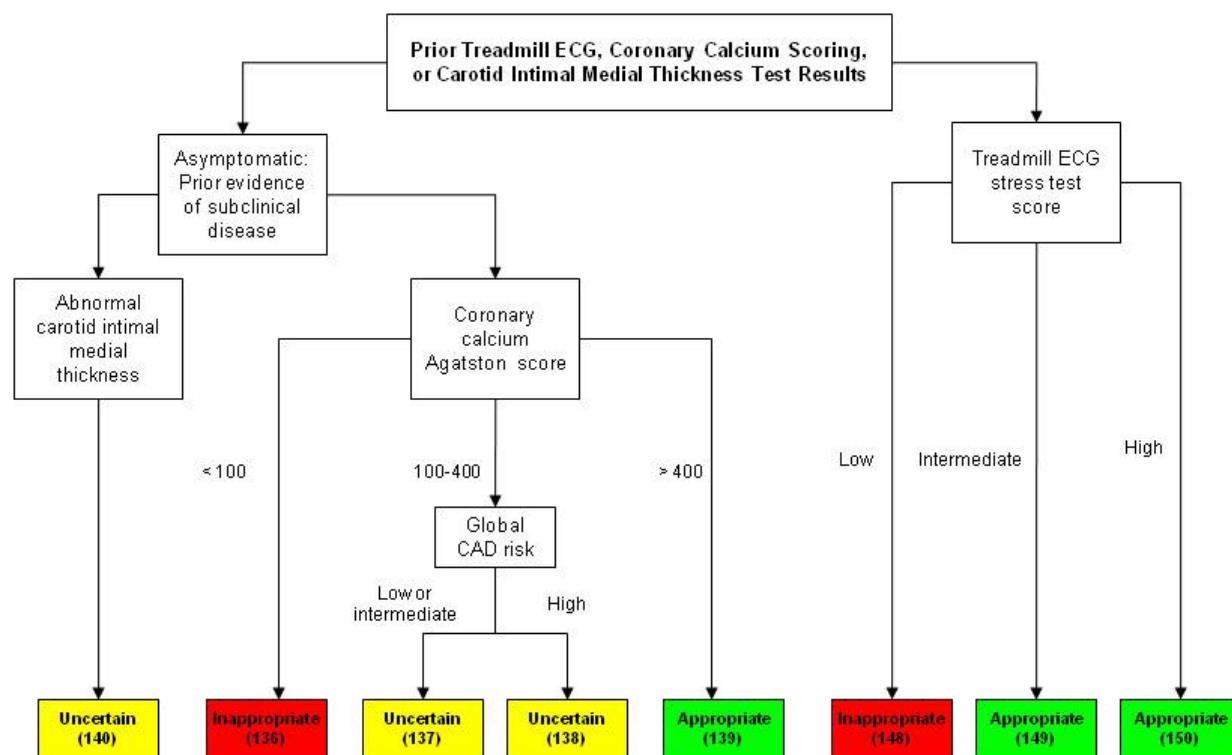 Prior Treadmill ECG, Coronary Calcium Scoring,
or Carotid Intimal Medial Thickness Test Results
Asymptomatic:
Prior evidence
of subclinical
disease
Treadmill ECG
stress test
score
Abnormal
carotid intimal
medial
thickness
Coronary
calcium
Agatston score
< 100
100-400
> 400
Low
Intermediate
High
Global
CAD risk
Low or
intermediate
High
Uncertain
(140)
Inappropriate
(136)
Uncertain
(137)
Uncertain
(138)
Appropriate
(139)
Inappropriate
(148)
Appropriate
(149)
Appropriate
(150)